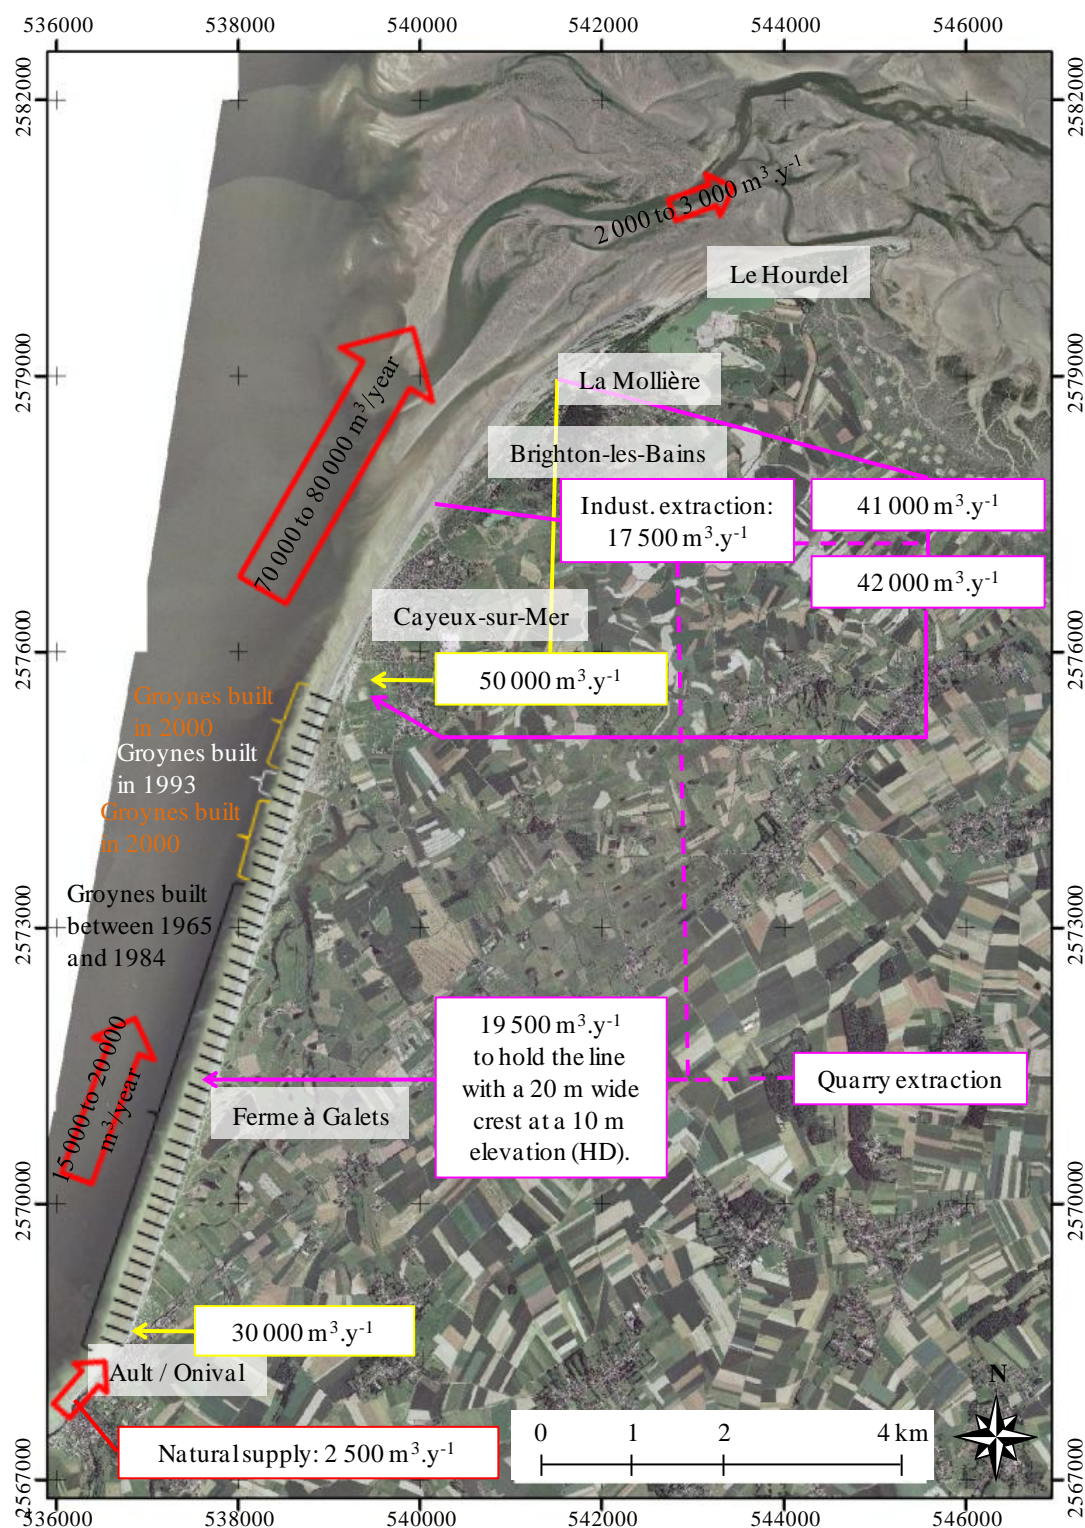 536000 538000 540000 542000 544000 546000
2582000 2582000
2 000 to 3 000 m³.y⁻¹
Le Hourdel
2579000 2579000
La Mollière
70 000 to 80 000 m³/year
Brighton-les-Bains
Indust. extraction:
17 500 m³.y⁻¹
41 000 m³.y⁻¹
42 000 m³.y⁻¹
Cayeux-sur-Mer
2576000 2576000
50 000 m³.y⁻¹
Groynes built
in 2000
Groynes built
in 1993
Groynes built
in 2000
Groynes built
between 1965
and 1984
2573000 2573000
15 000 to 20 000
m³/year
19 500 m³.y⁻¹
to hold the line
with a 20 m wide
crest at a 10 m
elevation (HD).
Quarry extraction
Ferme à Galets
2570000 2570000
30 000 m³.y⁻¹
Ault / Onival
N
Natural supply: 2 500 m³.y⁻¹
0 1 2 4 km
2567000 2567000
536000 538000 540000 542000 544000 546000